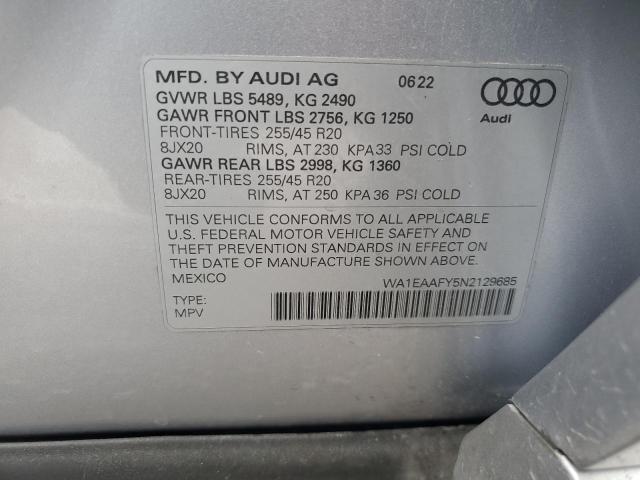 MFD. BY AUDI AG 0622
GVWR LBS 5489, KG 2490
GAWR FRONT LBS 2756, KG 1250
FRONT-TIRES 255/45 R20
8JX20 RIMS, AT 230 KPA 33 PSI COLD
GAWR REAR LBS 2998, KG 1360
REAR-TIRES 255/45 R20
8JX20 RIMS, AT 250 KPA 36 PSI COLD
Audi
THIS VEHICLE CONFORMS TO ALL APPLICABLE
U.S. FEDERAL MOTOR VEHICLE SAFETY AND
THEFT PREVENTION STANDARDS IN EFFECT ON
THE DATE OF MANUFACTURE SHOWN ABOVE.
MEXICO WA1EAAFY5N2129685
TYPE:
MPV